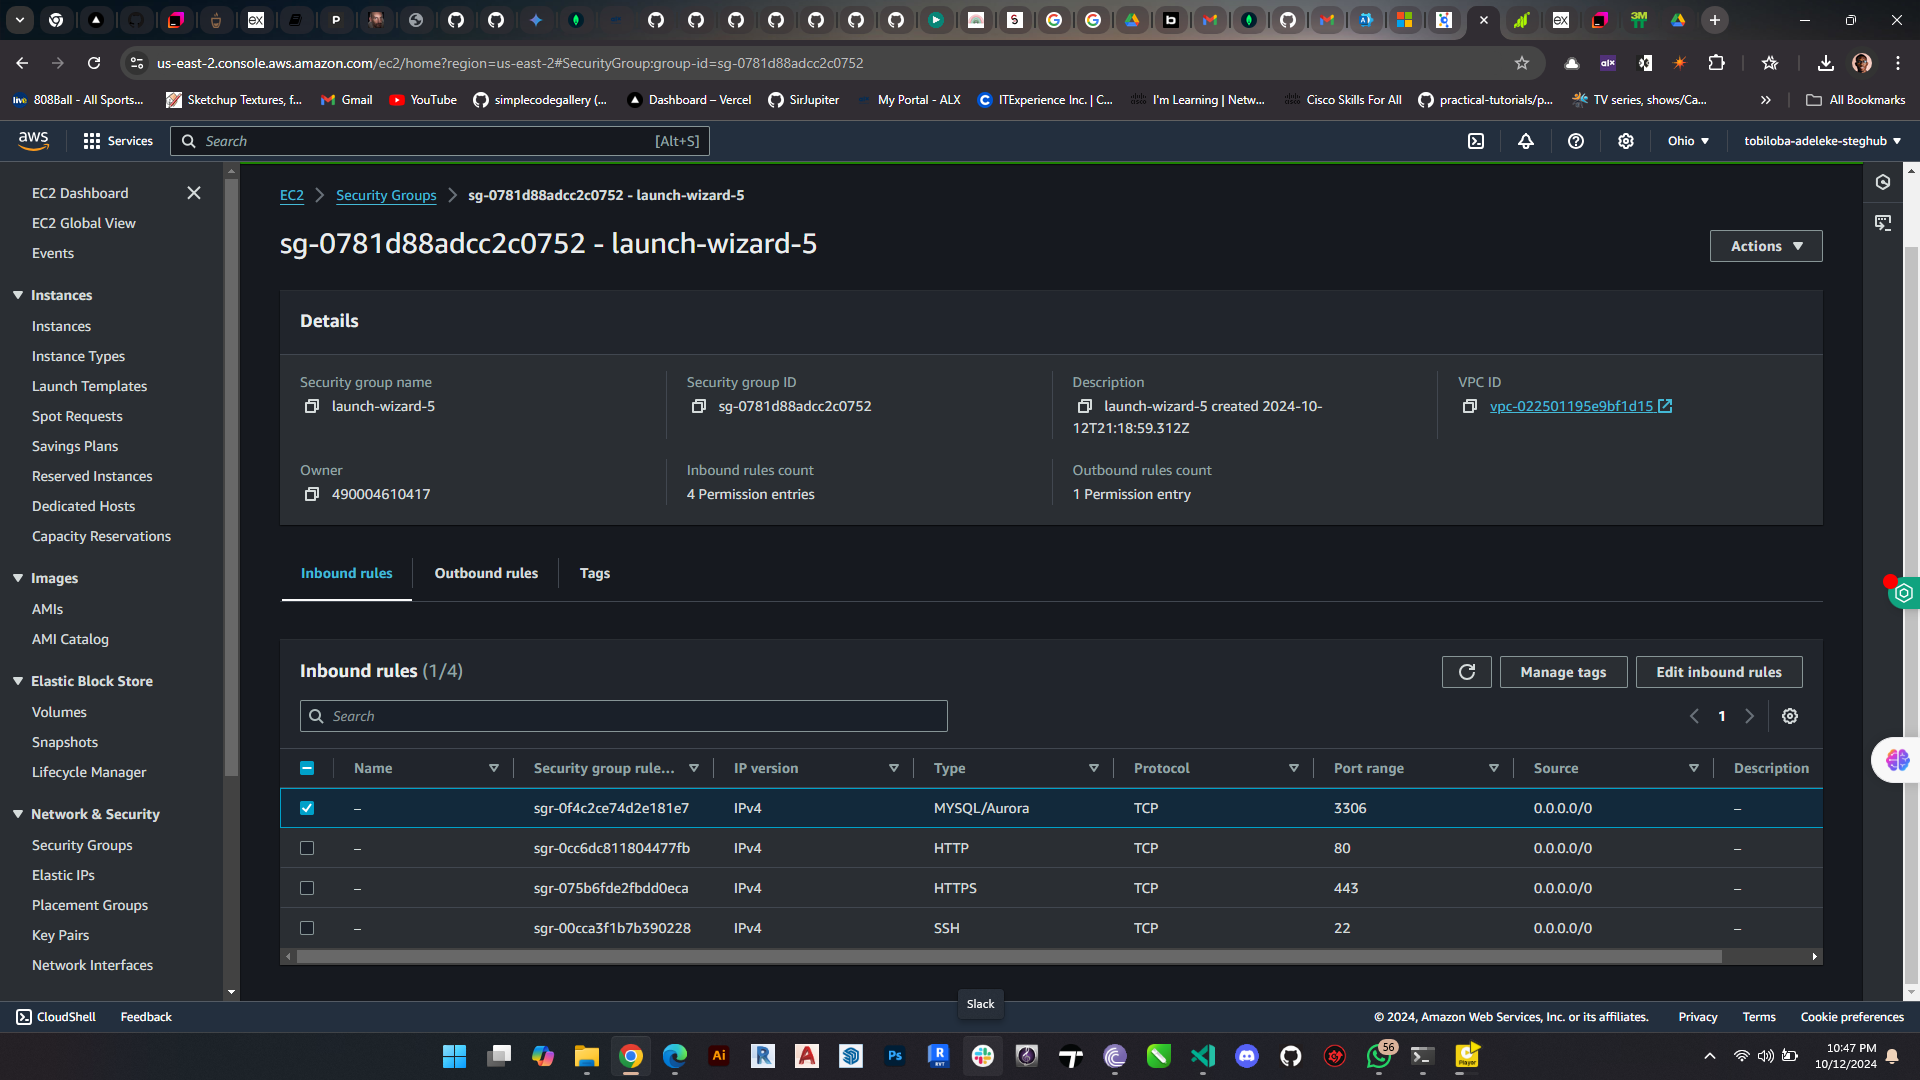 us-east-2.console.aws.amazon.com/ec2/home?region=us-east-2#SecurityGroup:group-id=sg-0781d88adcc2c0752
808Ball - All Sports...
Sketchup Textures, f...
Gmail
YouTube
simplecodegallery (...
Dashboard – Vercel
SirJupiter
My Portal - ALX
ITExperience Inc. | C...
I'm Learning | Netw...
Cisco Skills For All
practical-tutorials/p...
TV series, shows/Ca...
All Bookmarks
aws
Services
Search
[Alt+S]
Ohio
tobiloba-adeleke-steghub
EC2 Dashboard
EC2 Global View
Events
Instances
Instances
Instance Types
Launch Templates
Spot Requests
Savings Plans
Reserved Instances
Dedicated Hosts
Capacity Reservations
Images
AMIs
AMI Catalog
Elastic Block Store
Volumes
Snapshots
Lifecycle Manager
Network & Security
Security Groups
Elastic IPs
Placement Groups
Key Pairs
Network Interfaces
EC2 > Security Groups > sg-0781d88adcc2c0752 - launch-wizard-5
sg-0781d88adcc2c0752 - launch-wizard-5
Actions
Details
Security group name
launch-wizard-5
Security group ID
sg-0781d88adcc2c0752
Description
launch-wizard-5 created 2024-10-
12T21:18:59.312Z
VPC ID
vpc-022501195e9bf1d15
Owner
490004610417
Inbound rules count
4 Permission entries
Outbound rules count
1 Permission entry
Inbound rules
Outbound rules
Tags
Inbound rules (1/4)
Manage tags
Edit inbound rules
Search
1
Name Security group rule... IP version Type Protocol Port range Source Description
– sgr-0f4c2ce74d2e181e7 IPv4 MYSQL/Aurora TCP 3306 0.0.0.0/0 –
– sgr-0cc6dc811804477fb IPv4 HTTP TCP 80 0.0.0.0/0 –
– sgr-075b6fde2fbdd0eca IPv4 HTTPS TCP 443 0.0.0.0/0 –
– sgr-00cca3f1b7b390228 IPv4 SSH TCP 22 0.0.0.0/0 –
Slack
CloudShell
Feedback
© 2024, Amazon Web Services, Inc. or its affiliates.
Privacy
Terms
Cookie preferences
56
10:47 PM
10/12/2024